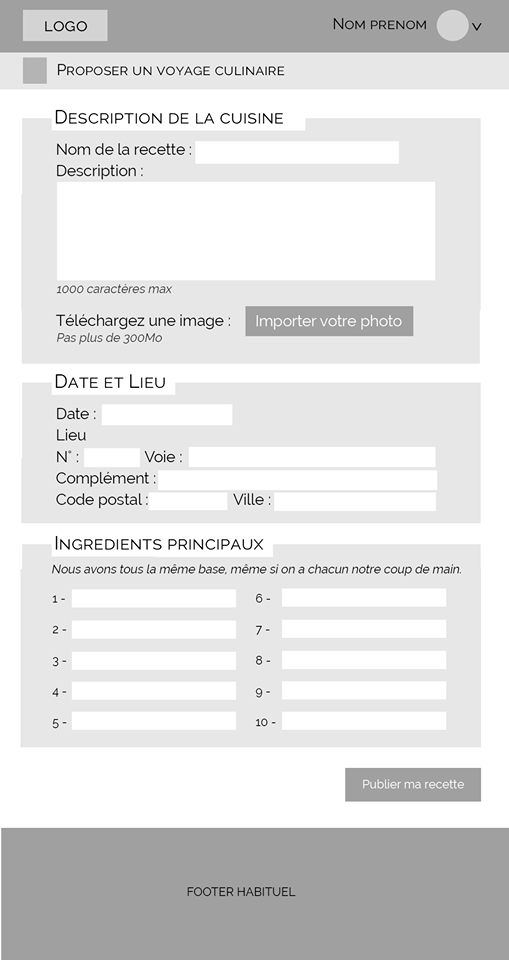 LOGO
NOM PRENOM
PROPOSER UN VOYAGE CULINAIRE
DESCRIPTION DE LA CUISINE
Nom de la recette :
Description :
1000 caractères max
Téléchargez une image : Importer votre photo
Pas plus de 300Mo
DATE ET LIEU
Date :
Lieu
N° : Voie :
Complément :
Code postal : Ville :
INGREDIENTS PRINCIPAUX
Nous avons tous la même base, même si on a chacun notre coup de main.
1 - 6 -
2 - 7 -
3 - 8 -
4 - 9 -
5 - 10 -
Publier ma recette
FOOTER HABITUEL